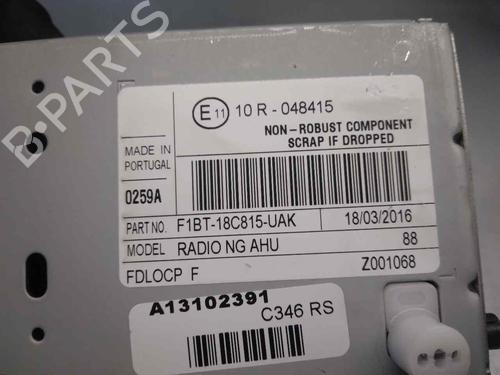 E 11 10 R - 048415
NON-ROBUST COMPONENT
SCRAP IF DROPPED
MADE IN
PORTUGAL
0259A
PART NO. F1BT-18C815-UAK 18/03/2016
MODEL RADIO NG AHU 88
FDLOCP F Z001068
A13102391
C346 RS
B-PARTS